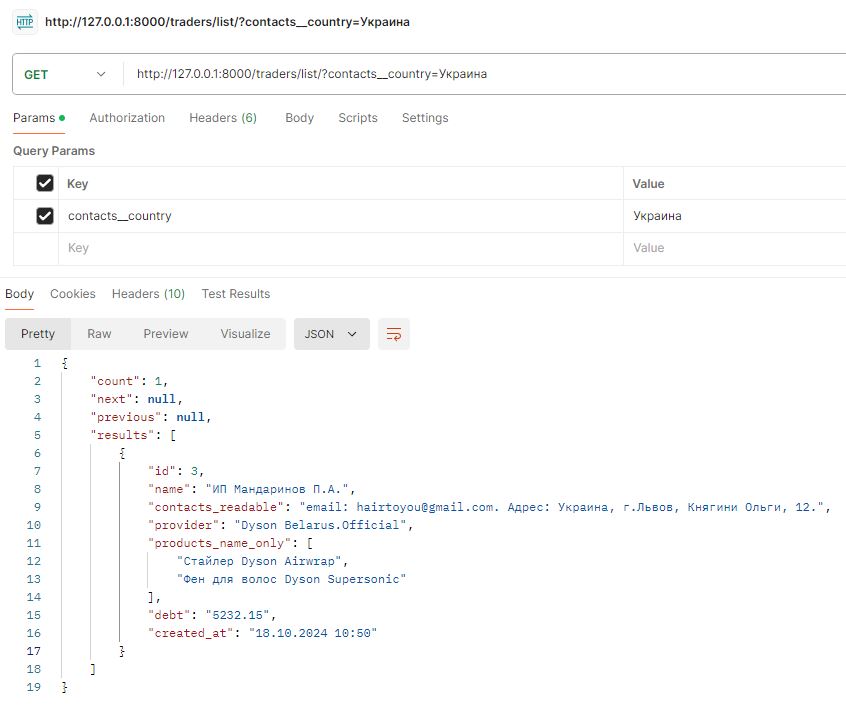 HTTP http://127.0.0.1:8000/traders/list/?contacts__country=Украина
GET http://127.0.0.1:8000/traders/list/?contacts__country=Украина
Params Authorization Headers (6) Body Scripts Settings
Query Params
Key Value
contacts__country Украина
Key Value
Body Cookies Headers (10) Test Results
Pretty Raw Preview Visualize JSON
1 {
2 "count": 1,
3 "next": null,
4 "previous": null,
5 "results": [
6 {
7 "id": 3,
8 "name": "ИП Мандаринов П.А.",
9 "contacts_readable": "email: hairtoyou@gmail.com. Адрес: Украина, г.Львов, Княгини Ольги, 12.",
10 "provider": "Dyson Belarus.Official",
11 "products_name_only": [
12 "Стайлер Dyson Airwrap",
13 "Фен для волос Dyson Supersonic"
14 ],
15 "debt": "5232.15",
16 "created_at": "18.10.2024 10:50"
17 }
18 ]
19 }